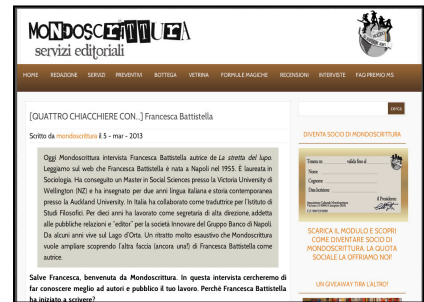 MONDOSCRITTURA
servizi editoriali
HOME REDAZIONE SERVIZI PREVENTIVI BOTTEGA VETRINA FORMULE MAGICHE RECENSIONI INTERVISTE FAQ PREMIO MS
[QUATTRO CHIACCHIERE CON...] Francesca Battistella
Scritto da mondoscrittura il 5 - mar - 2013
Oggi Mondoscrittura intervista Francesca Battistella autrice de La stretta del lupo.
Leggiamo sul web che Francesca Battistella è nata a Napoli nel 1955. È laureata in
Sociologia. Ha conseguito un Master in Social Sciences presso la Victoria University di
Wellington (NZ) e ha insegnato per due anni lingua italiana e storia contemporanea
presso la Auckland University. In Italia ha collaborato come traduttrice per l'Istituto di
Studi Filosofici. Per dieci anni ha lavorato come segretaria di alta direzione, addetta
alle pubbliche relazioni e "editor" per la società Innovare del Gruppo Banco di Napoli.
Da alcuni anni vive sul Lago d'Orta. Un ritratto molto esaustivo che Mondoscrittura
vuole ampliare scoprendo l'altra faccia (ancora una!) di Francesca Battistella come
autrice.
Salve Francesca, benvenuta da Mondoscrittura. In questa intervista cercheremo di
far conoscere meglio ad autori e pubblico il tuo lavoro. Perché Francesca Battistella
ha iniziato a scrivere?
cerca
DIVENTA SOCIO DI MONDOSCRITTURA
Tessera nr. valida fino al
Nome
Cognome
Data Iscrizione
Il Presidente
SCARICA IL MODULO E SCOPRI
COME DIVENTARE SOCIO DI
MONDOSCRITTURA. LA QUOTA
SOCIALE LA OFFRIAMO NOI!
UN GIVEAWAY TIRA L'ALTRO!